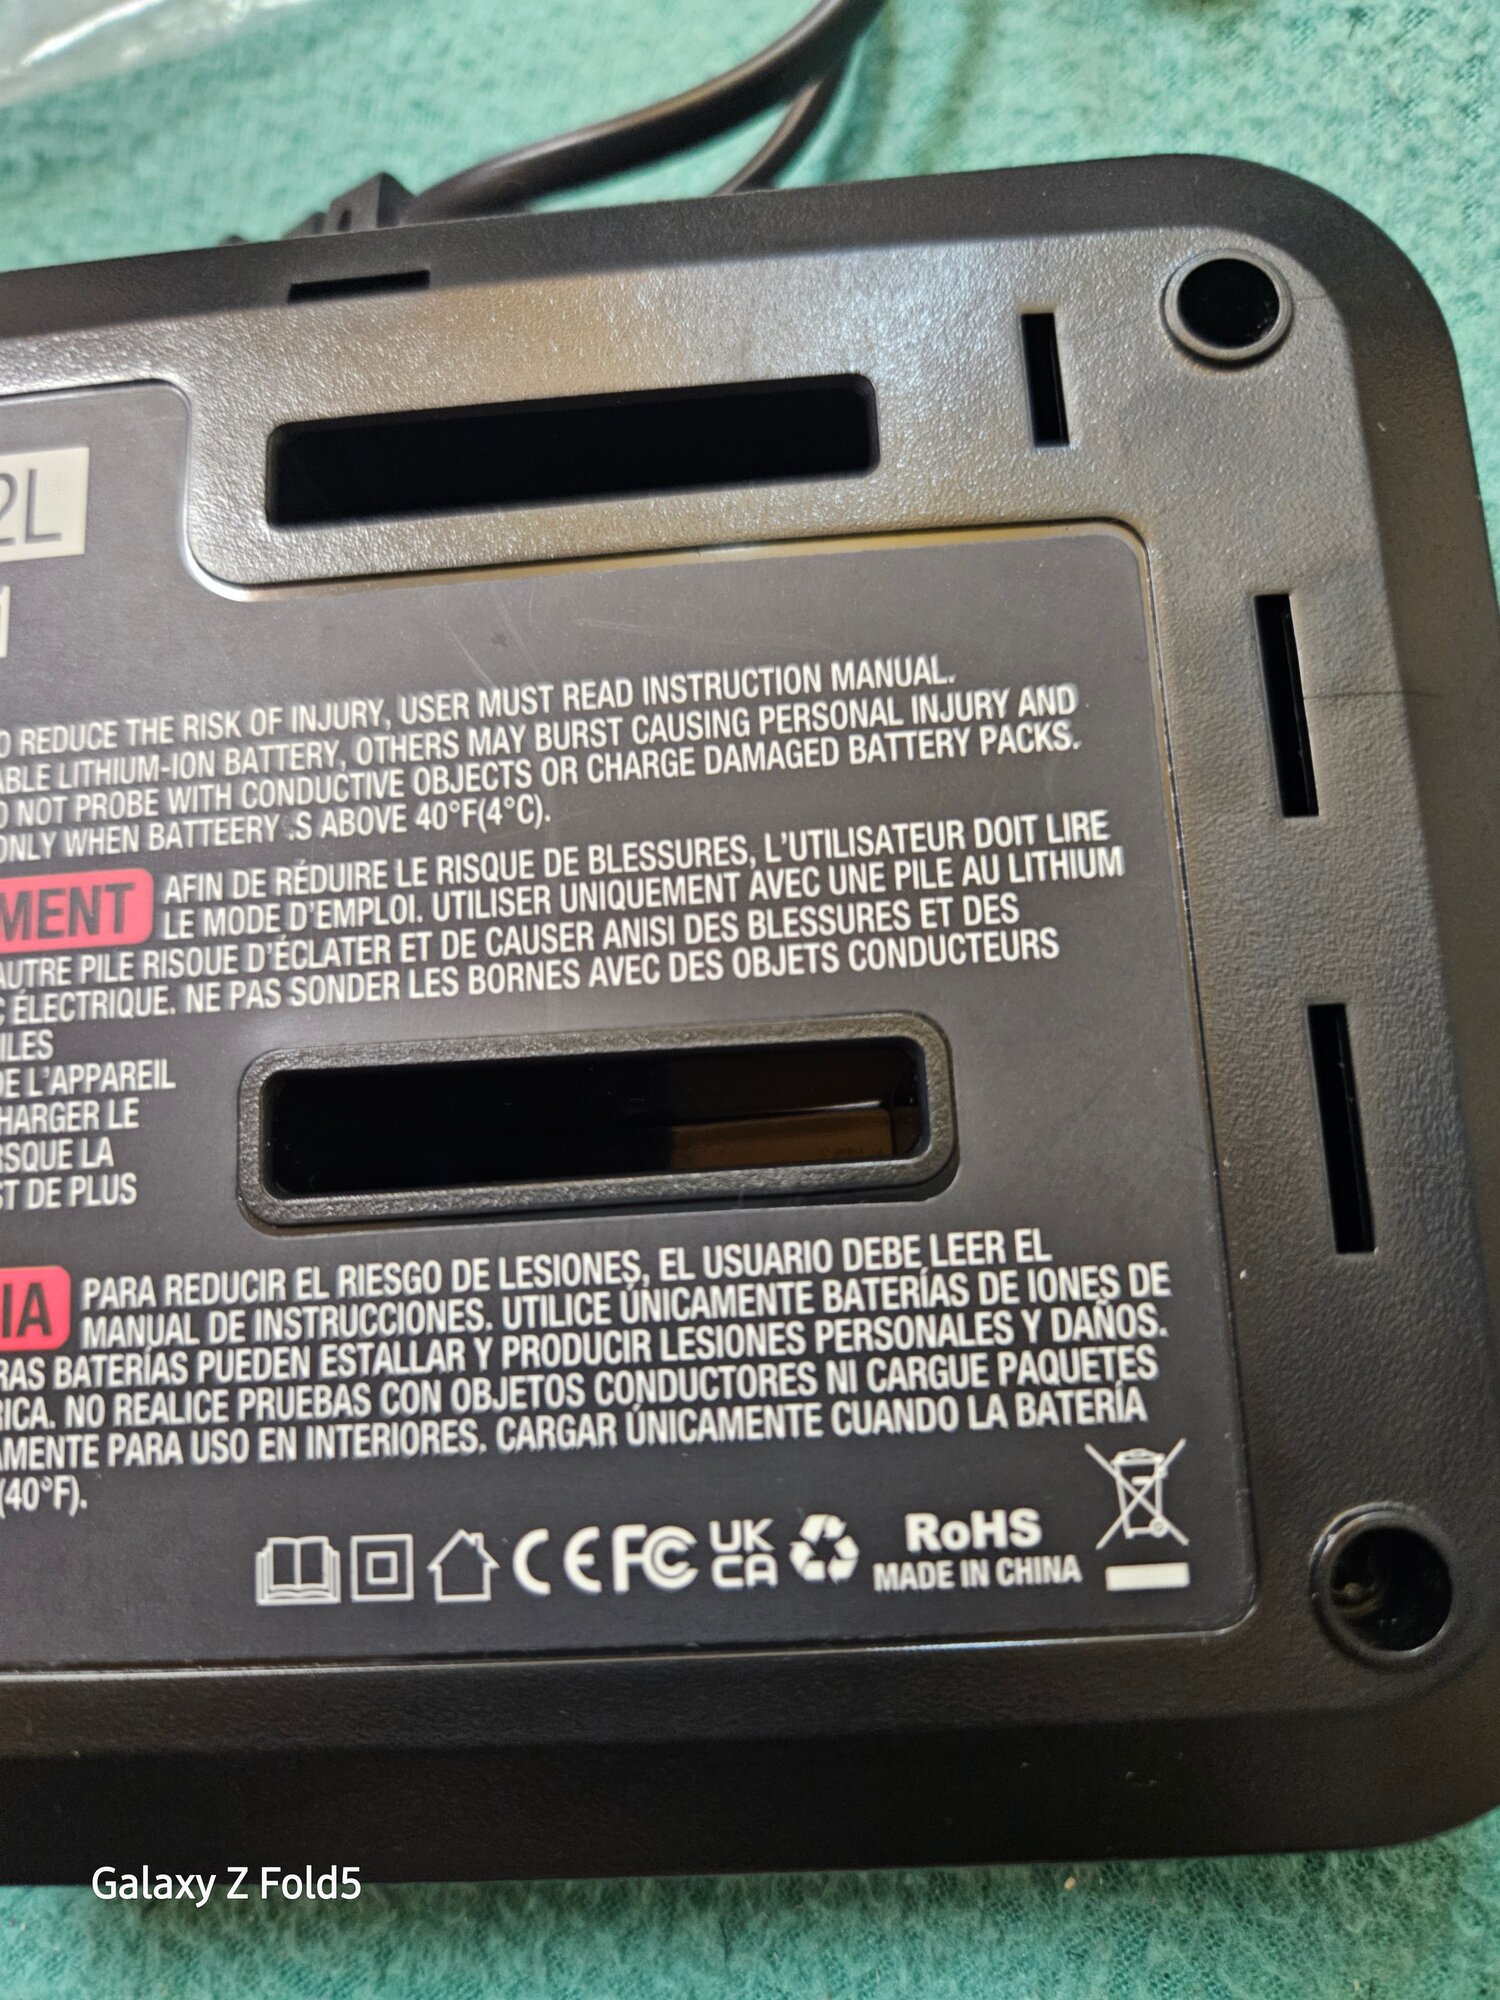 2L
1
O REDUCE THE RISK OF INJURY, USER MUST READ INSTRUCTION MANUAL.
ABLE LITHIUM-ION BATTERY, OTHERS MAY BURST CAUSING PERSONAL INJURY AND
O NOT PROBE WITH CONDUCTIVE OBJECTS OR CHARGE DAMAGED BATTERY PACKS.
ONLY WHEN BATTEERY .S ABOVE 40°F(4°C).
MENT AFIN DE RÉDUIRE LE RISQUE DE BLESSURES, L'UTILISATEUR DOIT LIRE
LE MODE D'EMPLOI. UTILISER UNIQUEMENT AVEC UNE PILE AU LITHIUM
AUTRE PILE RISOUE D'ÉCLATER ET DE CAUSER ANISI DES BLESSURES ET DES
C ÉLECTRIQUE. NE PAS SONDER LES BORNES AVEC DES OBJETS CONDUCTEURS
ILES
DE L'APPAREIL
HARGER LE
RSQUE LA
ST DE PLUS
IA PARA REDUCIR EL RIESGO DE LESIONES, EL USUARIO DEBE LEER EL
MANUAL DE INSTRUCCIONES. UTILICE ÚNICAMENTE BATERÍAS DE IONES DE
RAS BATERÍAS PUEDEN ESTALLAR Y PRODUCIR LESIONES PERSONALES Y DAÑOS.
RICA. NO REALICE PRUEBAS CON OBJETOS CONDUCTORES NI CARGUE PAQUETES
AMENTE PARA USO EN INTERIORES. CARGAR ÚNICAMENTE CUANDO LA BATERÍA
(40°F).
CE FC UK CA RoHS
MADE IN CHINA
Galaxy Z Fold5